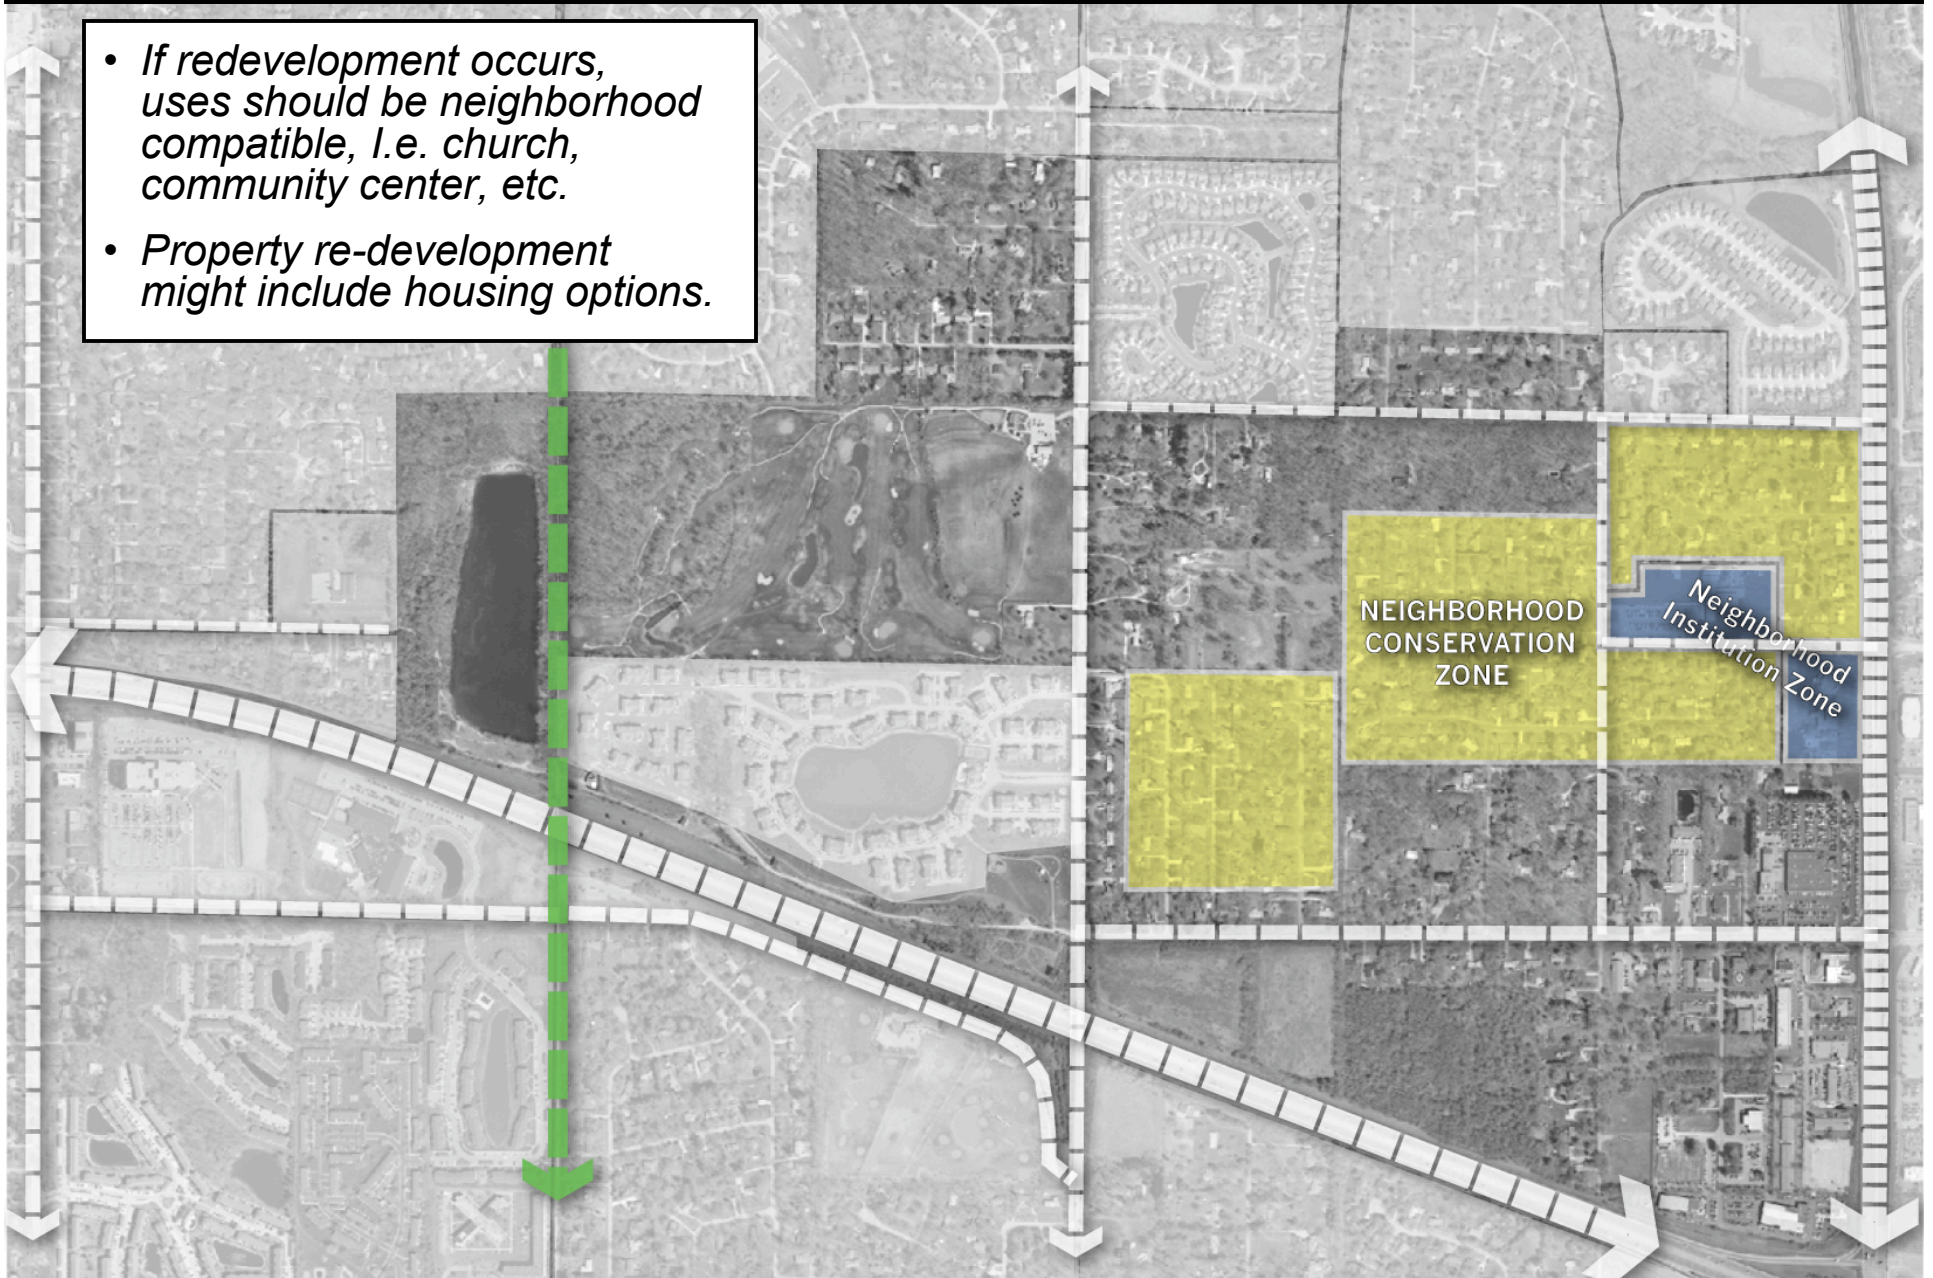 • If redevelopment occurs,
uses should be neighborhood
compatible, I.e. church,
community center, etc.
• Property re-development
might include housing options.
NEIGHBORHOOD
CONSERVATION
ZONE
Neighborhood
Institution Zone